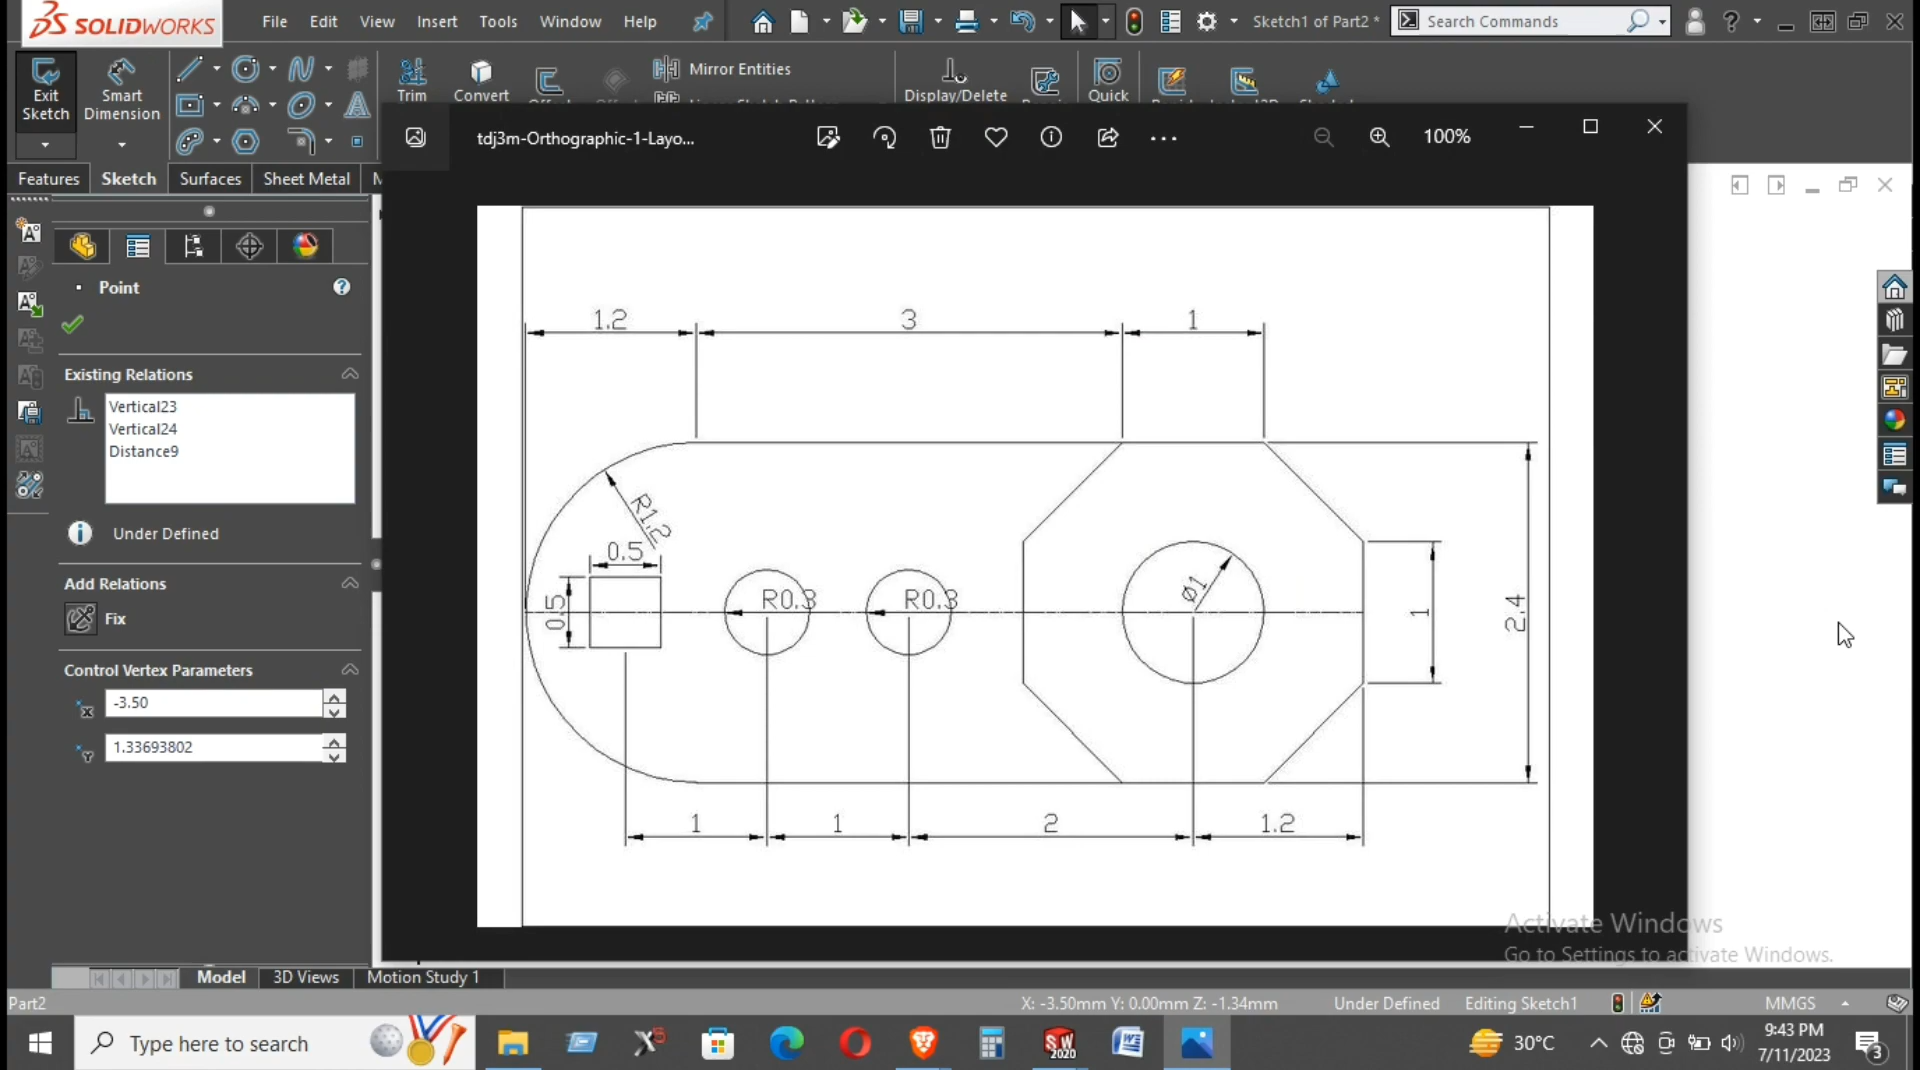 SOLIDWORKS File Edit View Insert Tools Window Help Sketch1 of Part2 * Search Commands
Exit Sketch
Smart Dimension
Trim
Convert
Mirror Entities
Display/Delete
Quick
tdj3m-Orthographic-1-Layo... 100%
Features Sketch Surfaces Sheet Metal M
Point
Existing Relations
Vertical23
Vertical24
Distance9
Under Defined
Add Relations
Fix
Control Vertex Parameters
-3.50
1.33693802
1.2 3 1
R1.2
0.5
0.5
R0.3 R0.3 ø1
1 2.4
1 1 2 1.2
Activate Windows
Go to Settings to activate Windows.
Model 3D Views Motion Study 1
Part2 X: -3.50mm Y: 0.00mm Z: -1.34mm Under Defined Editing Sketch1 MMGS
Type here to search
SW 2020
30°C
9:43 PM
7/11/2023
3